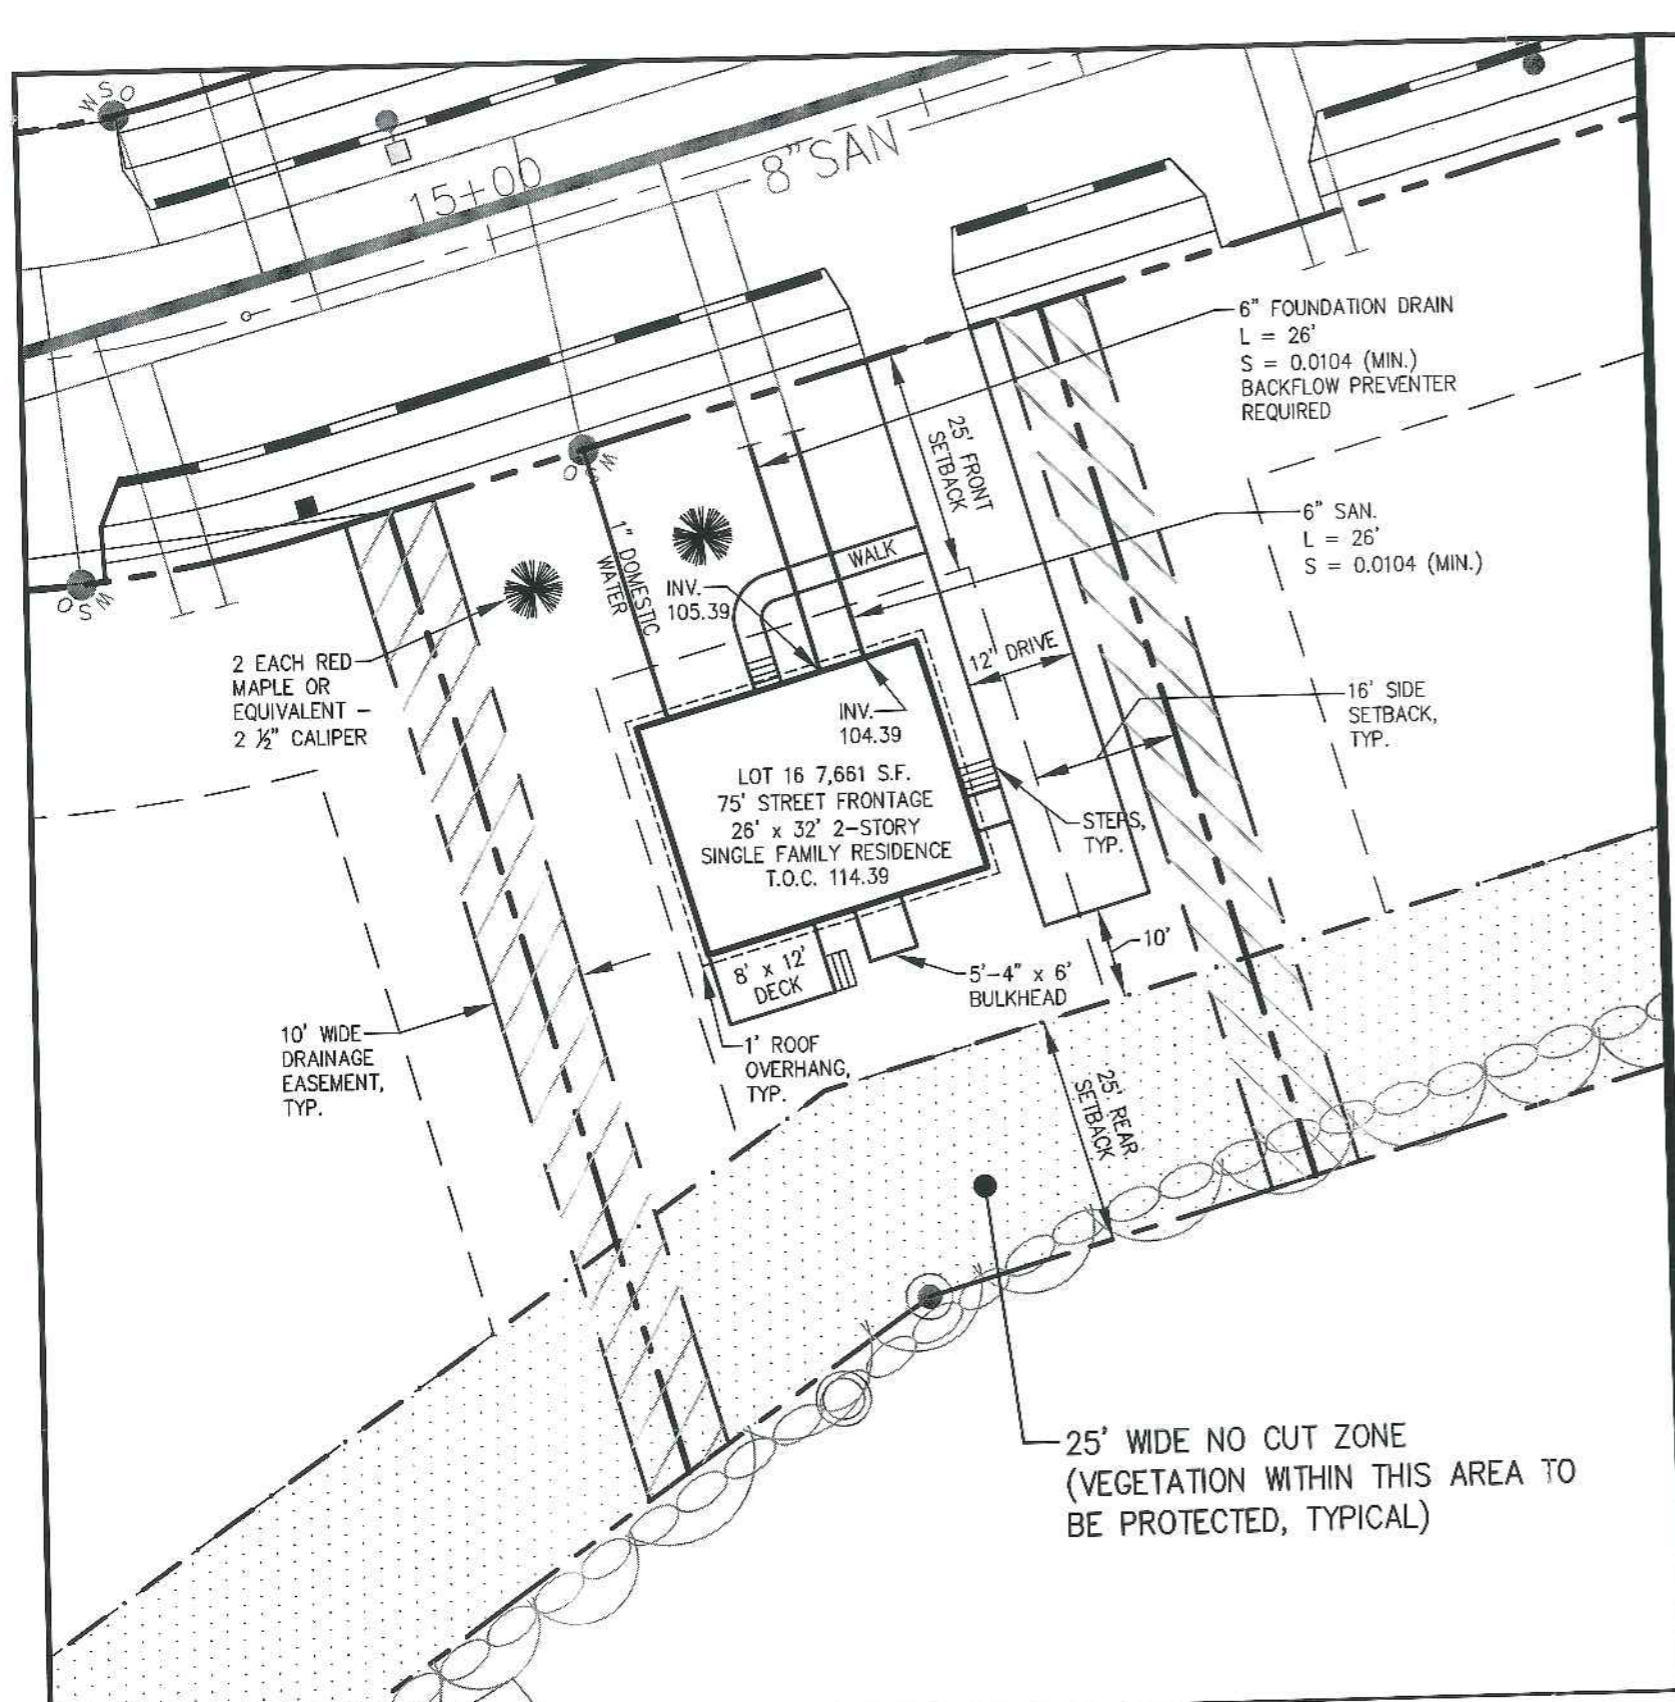 WSO
15+00
8"SAN
6" FOUNDATION DRAIN
L = 26'
S = 0.0104 (MIN.)
BACKFLOW PREVENTER
REQUIRED
25' FRONT
SETBACK
WSO
1" DOMESTIC
WATER
WALK
6" SAN.
L = 26'
S = 0.0104 (MIN.)
WSO
INV.
105.39
2 EACH RED
MAPLE OR
EQUIVALENT –
2 ½" CALIPER
12' DRIVE
16' SIDE
SETBACK,
TYP.
INV.
104.39
LOT 16 7,661 S.F.
75' STREET FRONTAGE
26' x 32' 2–STORY
SINGLE FAMILY RESIDENCE
T.O.C. 114.39
STEPS,
TYP.
10'
8' x 12'
DECK
5'–4" x 6'
BULKHEAD
10' WIDE
DRAINAGE
EASEMENT,
TYP.
1' ROOF
OVERHANG,
TYP.
25' REAR
SETBACK
25' WIDE NO CUT ZONE
(VEGETATION WITHIN THIS AREA TO
BE PROTECTED, TYPICAL)